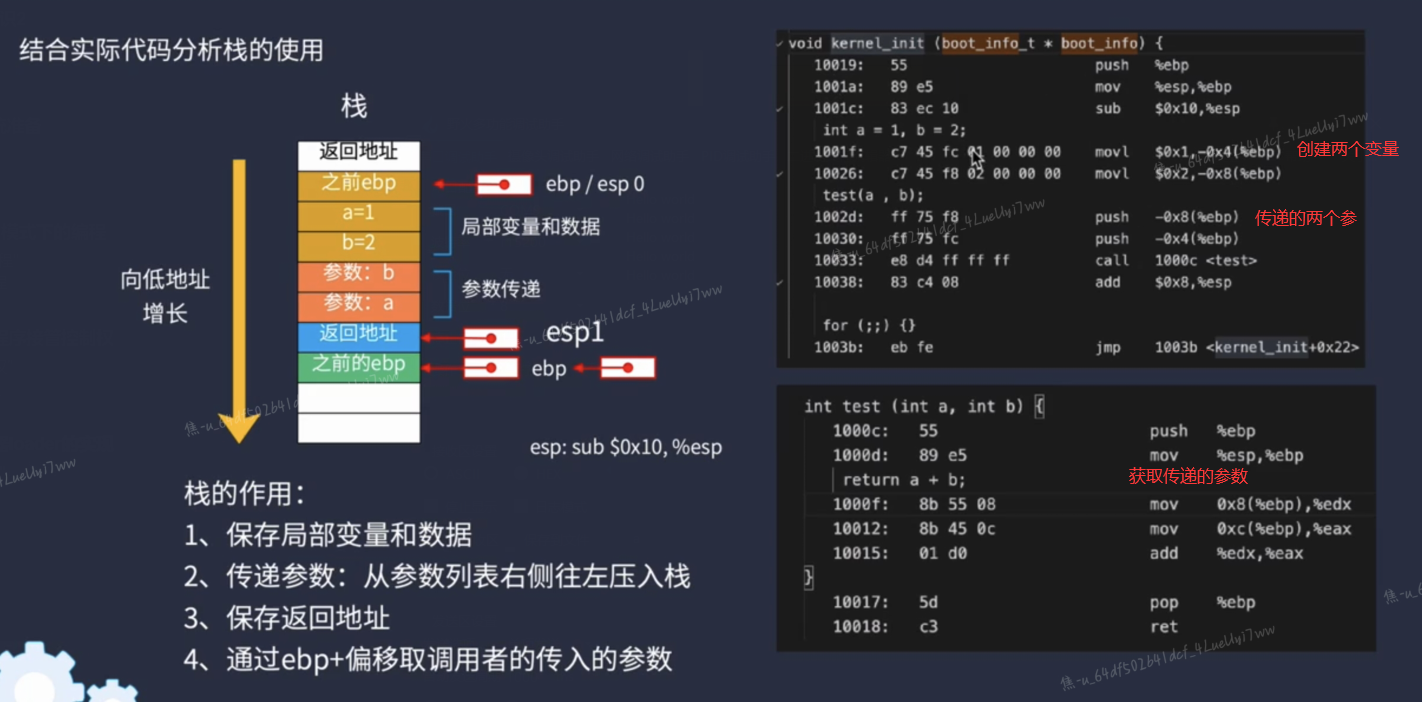 结合实际代码分析栈的使用
栈
返回地址
之前ebp
ebp / esp 0
a=1
局部变量和数据
b=2
参数：b
参数传递
参数：a
返回地址
esp1
之前的ebp
ebp
向低地址
增长
esp: sub $0x10, %esp
栈的作用：
1、保存局部变量和数据
2、传递参数：从参数列表右侧往左压入栈
3、保存返回地址
4、通过ebp+偏移取调用者的传入的参数
void kernel_init (boot_info_t * boot_info) {
10019: 55 push %ebp
1001a: 89 e5 mov %esp,%ebp
1001c: 83 ec 10 sub $0x10,%esp
int a = 1, b = 2;
1001f: c7 45 fc 01 00 00 00 movl $0x1,-0x4(%ebp) 创建两个变量
10026: c7 45 f8 02 00 00 00 movl $0x2,-0x8(%ebp)
test(a , b);
1002d: ff 75 f8 push -0x8(%ebp) 传递的两个参
10030: ff 75 fc push -0x4(%ebp)
10033: e8 d4 ff ff ff call 1000c <test>
10038: 83 c4 08 add $0x8,%esp
for (;;) {}
1003b: eb fe jmp 1003b <kernel_init+0x22>
int test (int a, int b) {
1000c: 55 push %ebp
1000d: 89 e5 mov %esp,%ebp
return a + b; 获取传递的参数
1000f: 8b 55 08 mov 0x8(%ebp),%edx
10012: 8b 45 0c mov 0xc(%ebp),%eax
10015: 01 d0 add %edx,%eax
}
10017: 5d pop %ebp
10018: c3 ret